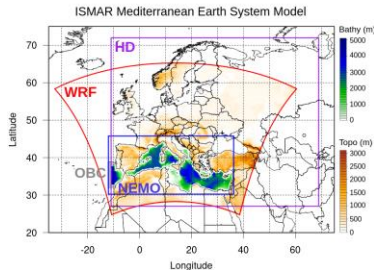 ISMAR Mediterranean Earth System Model
HD
WRF
OBC
NEMO
70
60
50
40
30
20
-20
0
20
40
60
Latitude
Longitude
Bathy (m)
5000
4000
3000
2000
1000
0
Topo (m)
3000
2500
2000
1500
1000
500
0